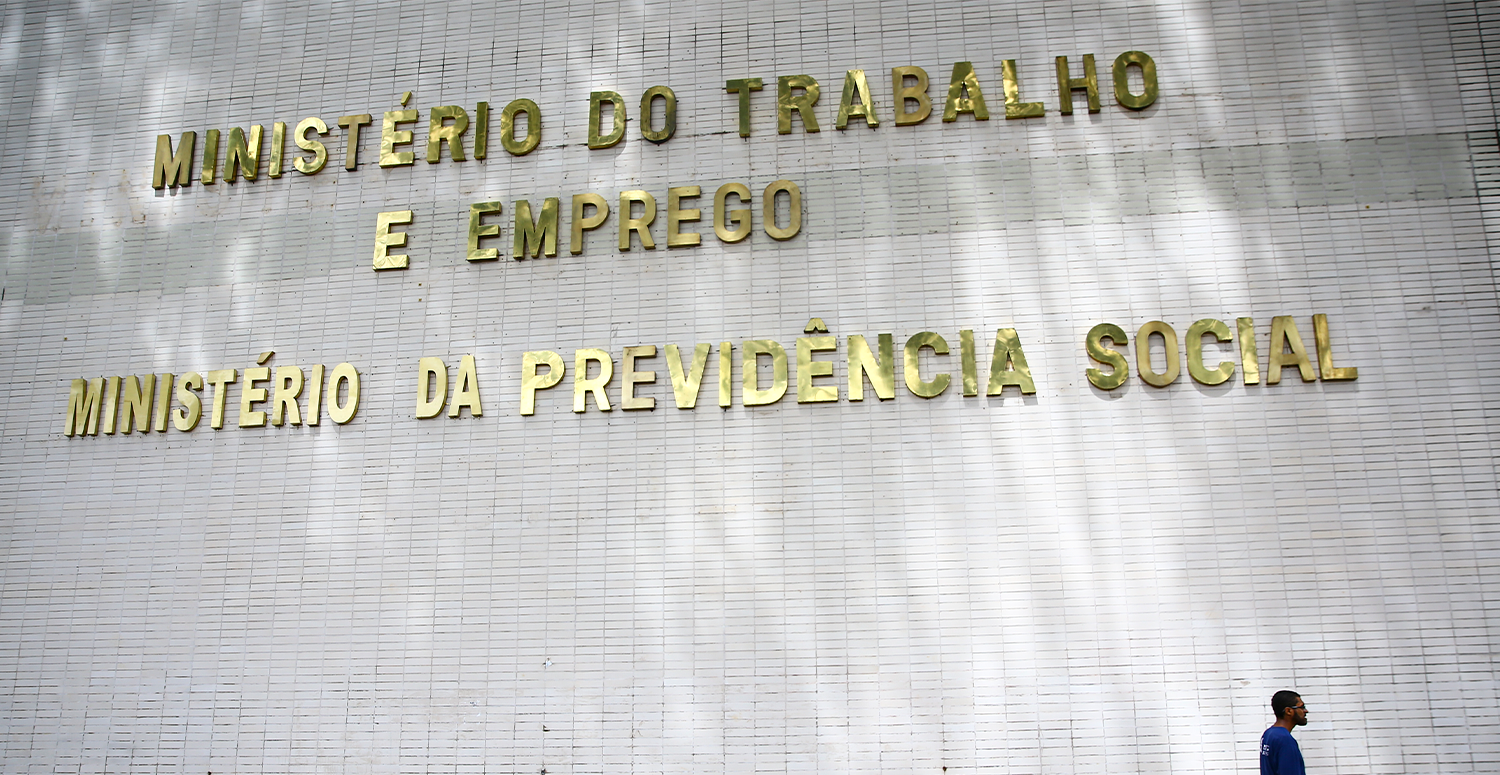 MINISTÉRIO DO TRABALHO
E EMPREGO
MINISTÉRIO DA PREVIDÊNCIA SOCIAL